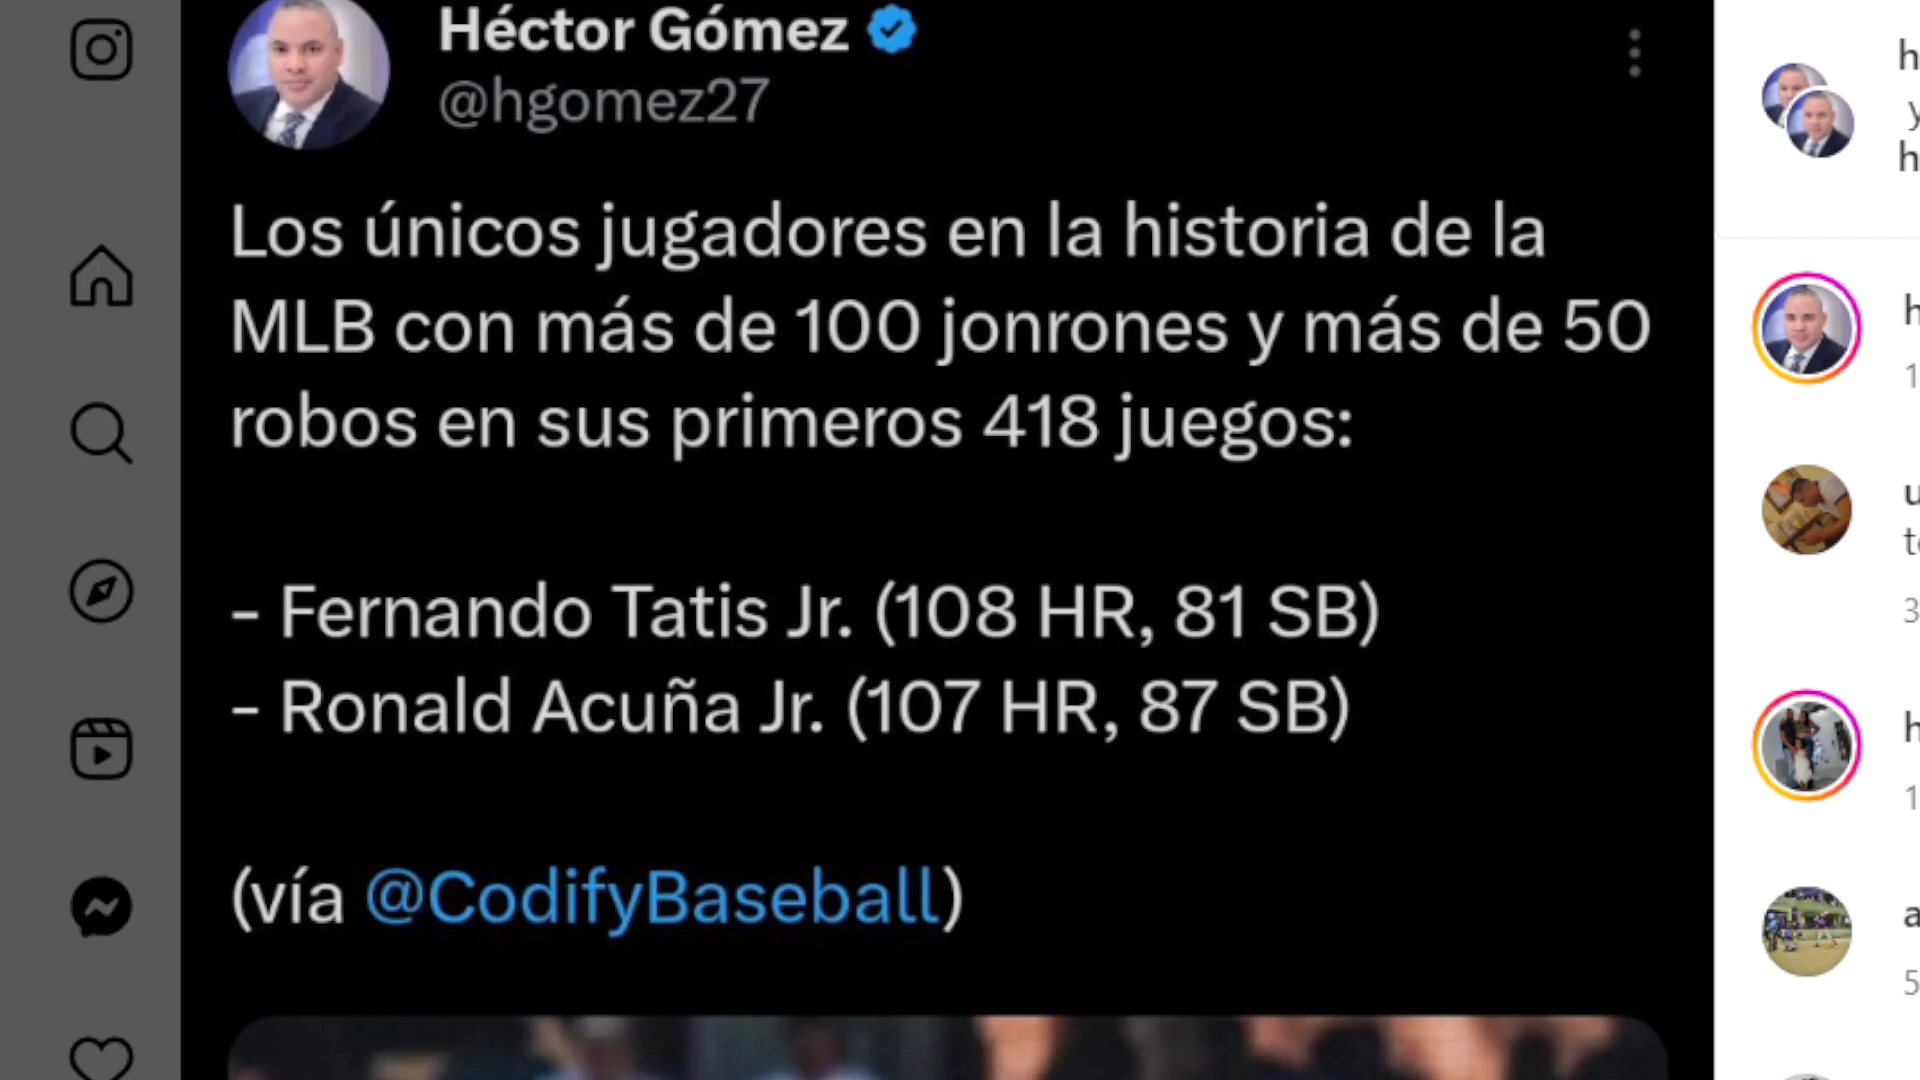 Héctor Gómez
@hgomez27
Los únicos jugadores en la historia de la
MLB con más de 100 jonrones y más de 50
robos en sus primeros 418 juegos:
- Fernando Tatis Jr. (108 HR, 81 SB)
- Ronald Acuña Jr. (107 HR, 87 SB)
(vía @CodifyBaseball)